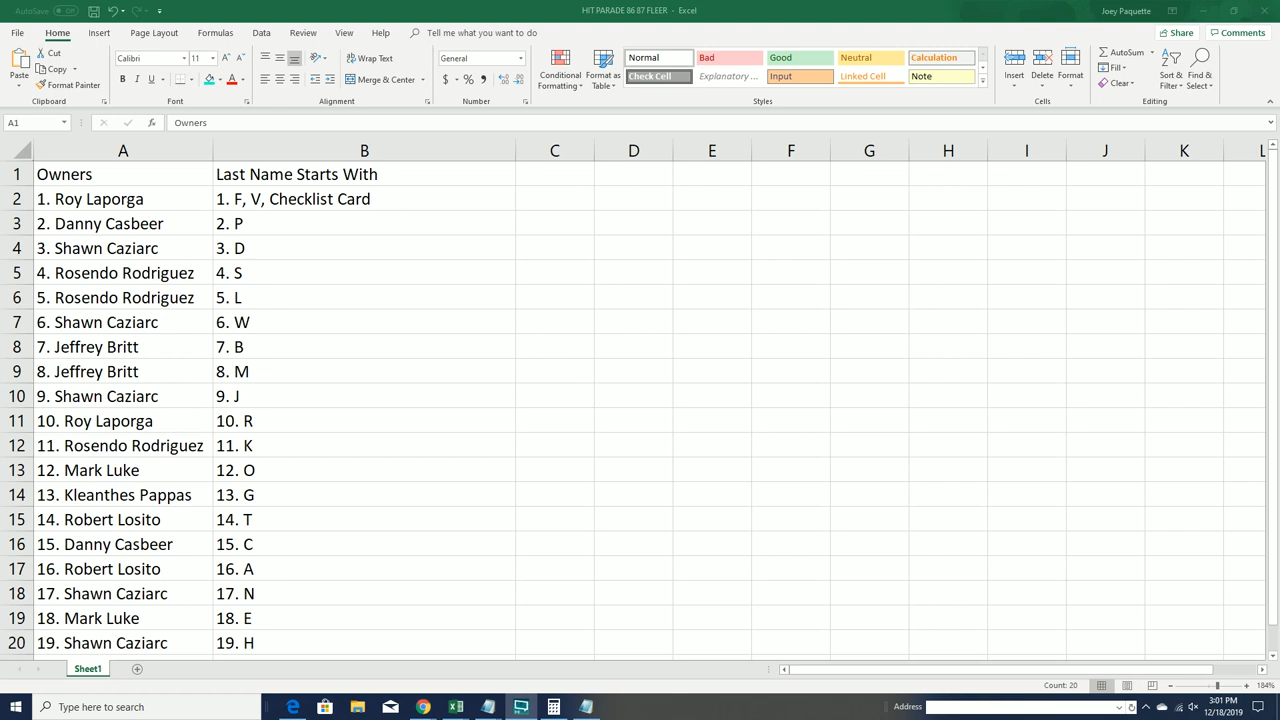 AutoSave Off
HIT PARADE 86 87 FLEER - Excel
Joey Paquette
File Home Insert Page Layout Formulas Data Review View Help Tell me what you want to do
Share Comments
Paste
Cut
Copy
Format Painter
Clipboard
Calibri 11
B I U
Font
Wrap Text
Merge & Center
Alignment
General
$ % ,
Number
Conditional Formatting
Format as Table
Normal Bad Good Neutral Calculation
Check Cell Explanatory ... Input Linked Cell Note
Styles
Insert Delete Format
Cells
AutoSum
Fill
Clear
Sort & Filter
Find & Select
Editing
A1 fx Owners
A B C D E F G H I J K L
1 Owners Last Name Starts With
2 1. Roy Laporga 1. F, V, Checklist Card
3 2. Danny Casbeer 2. P
4 3. Shawn Caziarc 3. D
5 4. Rosendo Rodriguez 4. S
6 5. Rosendo Rodriguez 5. L
7 6. Shawn Caziarc 6. W
8 7. Jeffrey Britt 7. B
9 8. Jeffrey Britt 8. M
10 9. Shawn Caziarc 9. J
11 10. Roy Laporga 10. R
12 11. Rosendo Rodriguez 11. K
13 12. Mark Luke 12. O
14 13. Kleanthes Pappas 13. G
15 14. Robert Losito 14. T
16 15. Danny Casbeer 15. C
17 16. Robert Losito 16. A
18 17. Shawn Caziarc 17. N
19 18. Mark Luke 18. E
20 19. Shawn Caziarc 19. H
Sheet1
Count: 20 184%
Type here to search
Address
3:01 PM
12/18/2019